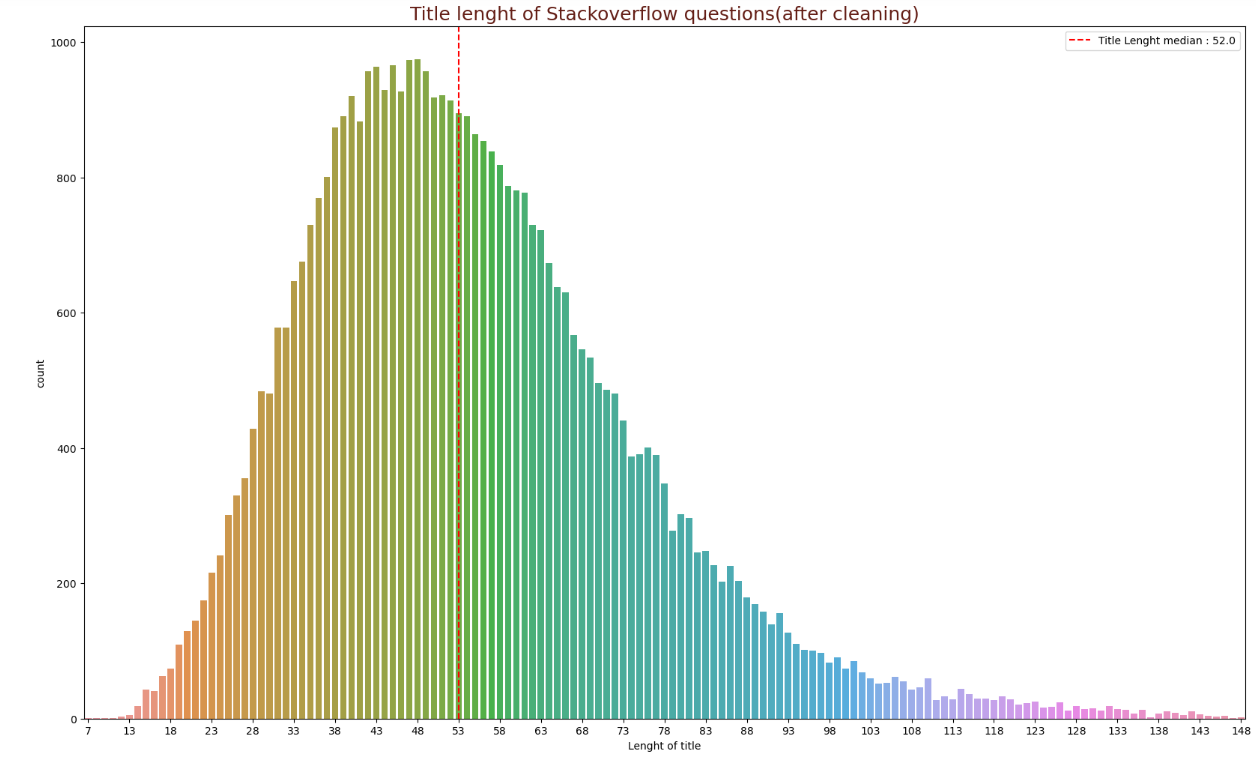 Title lenght of Stackoverflow questions(after cleaning)
Title Lenght median : 52.0
1000
800
600
400
200
0
count
7 13 18 23 28 33 38 43 48 53 58 63 68 73 78 83 88 93 98 103 108 113 118 123 128 133 138 143 148
Lenght of title